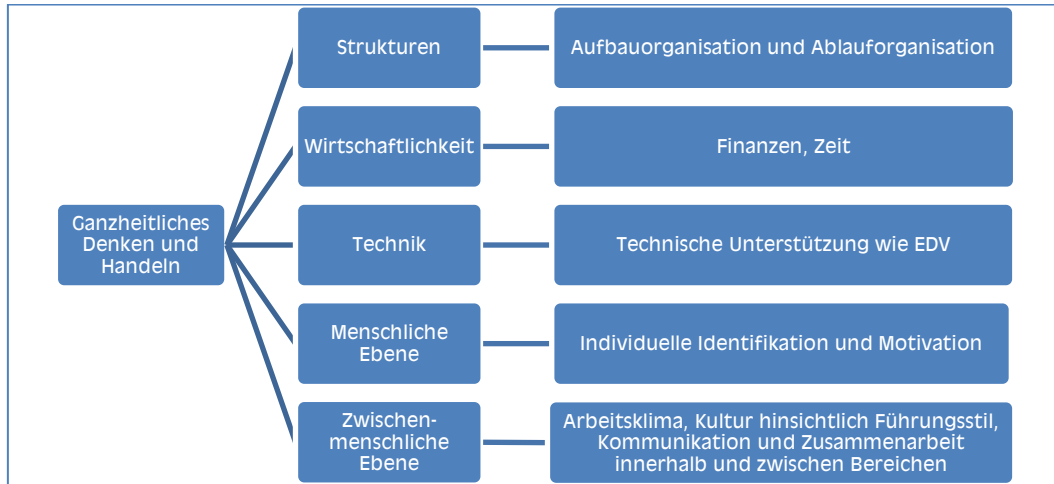 Strukturen
Aufbauorganisation und Ablauforganisation
Wirtschaftlichkeit
Finanzen, Zeit
Ganzheitliches
Denken und
Handeln
Technik
Technische Unterstützung wie EDV
Menschliche
Ebene
Individuelle Identifikation und Motivation
Zwischen-
menschliche
Ebene
Arbeitsklima, Kultur hinsichtlich Führungsstil,
Kommunikation und Zusammenarbeit
innerhalb und zwischen Bereichen